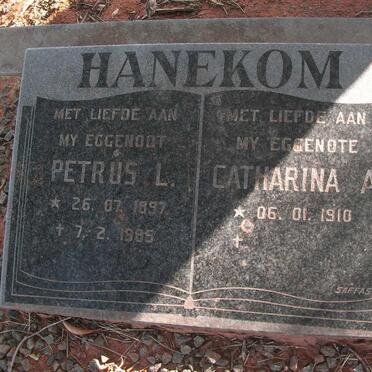 HANEKOM
MET LIEFDE AAN
MY EGGENOOT
PETRUS L.
* 26. 07. 1897
† 7. 2. 1985
MET LIEFDE AAN
MY EGGENOTE
CATHARINA A
* 06. 01. 1910
†
SAFFAS